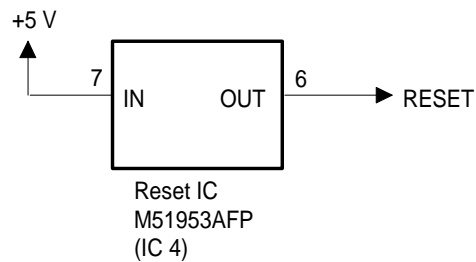 +5 V
7
IN
OUT
6
RESET
Reset IC
M51953AFP
(IC 4)